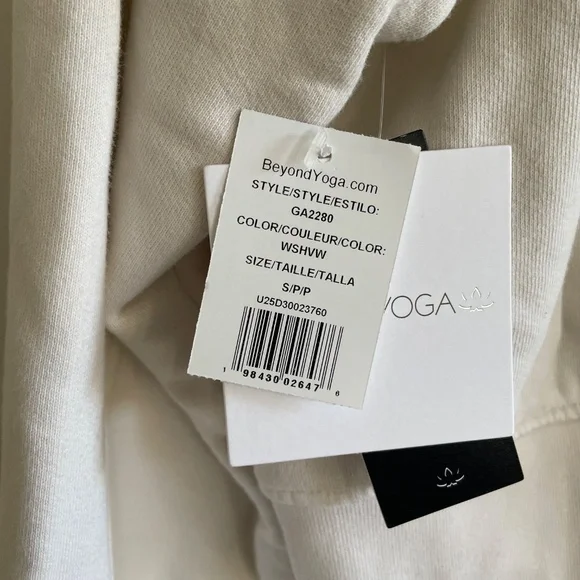 BeyondYoga.com
STYLE/STYLE/ESTILO:
GA2280
COLOR/COULEUR/COLOR:
WSHVW
SIZE/TAILLE/TALLA
S/P/P
U25D30023760
1 98430 02647 6
YOGA